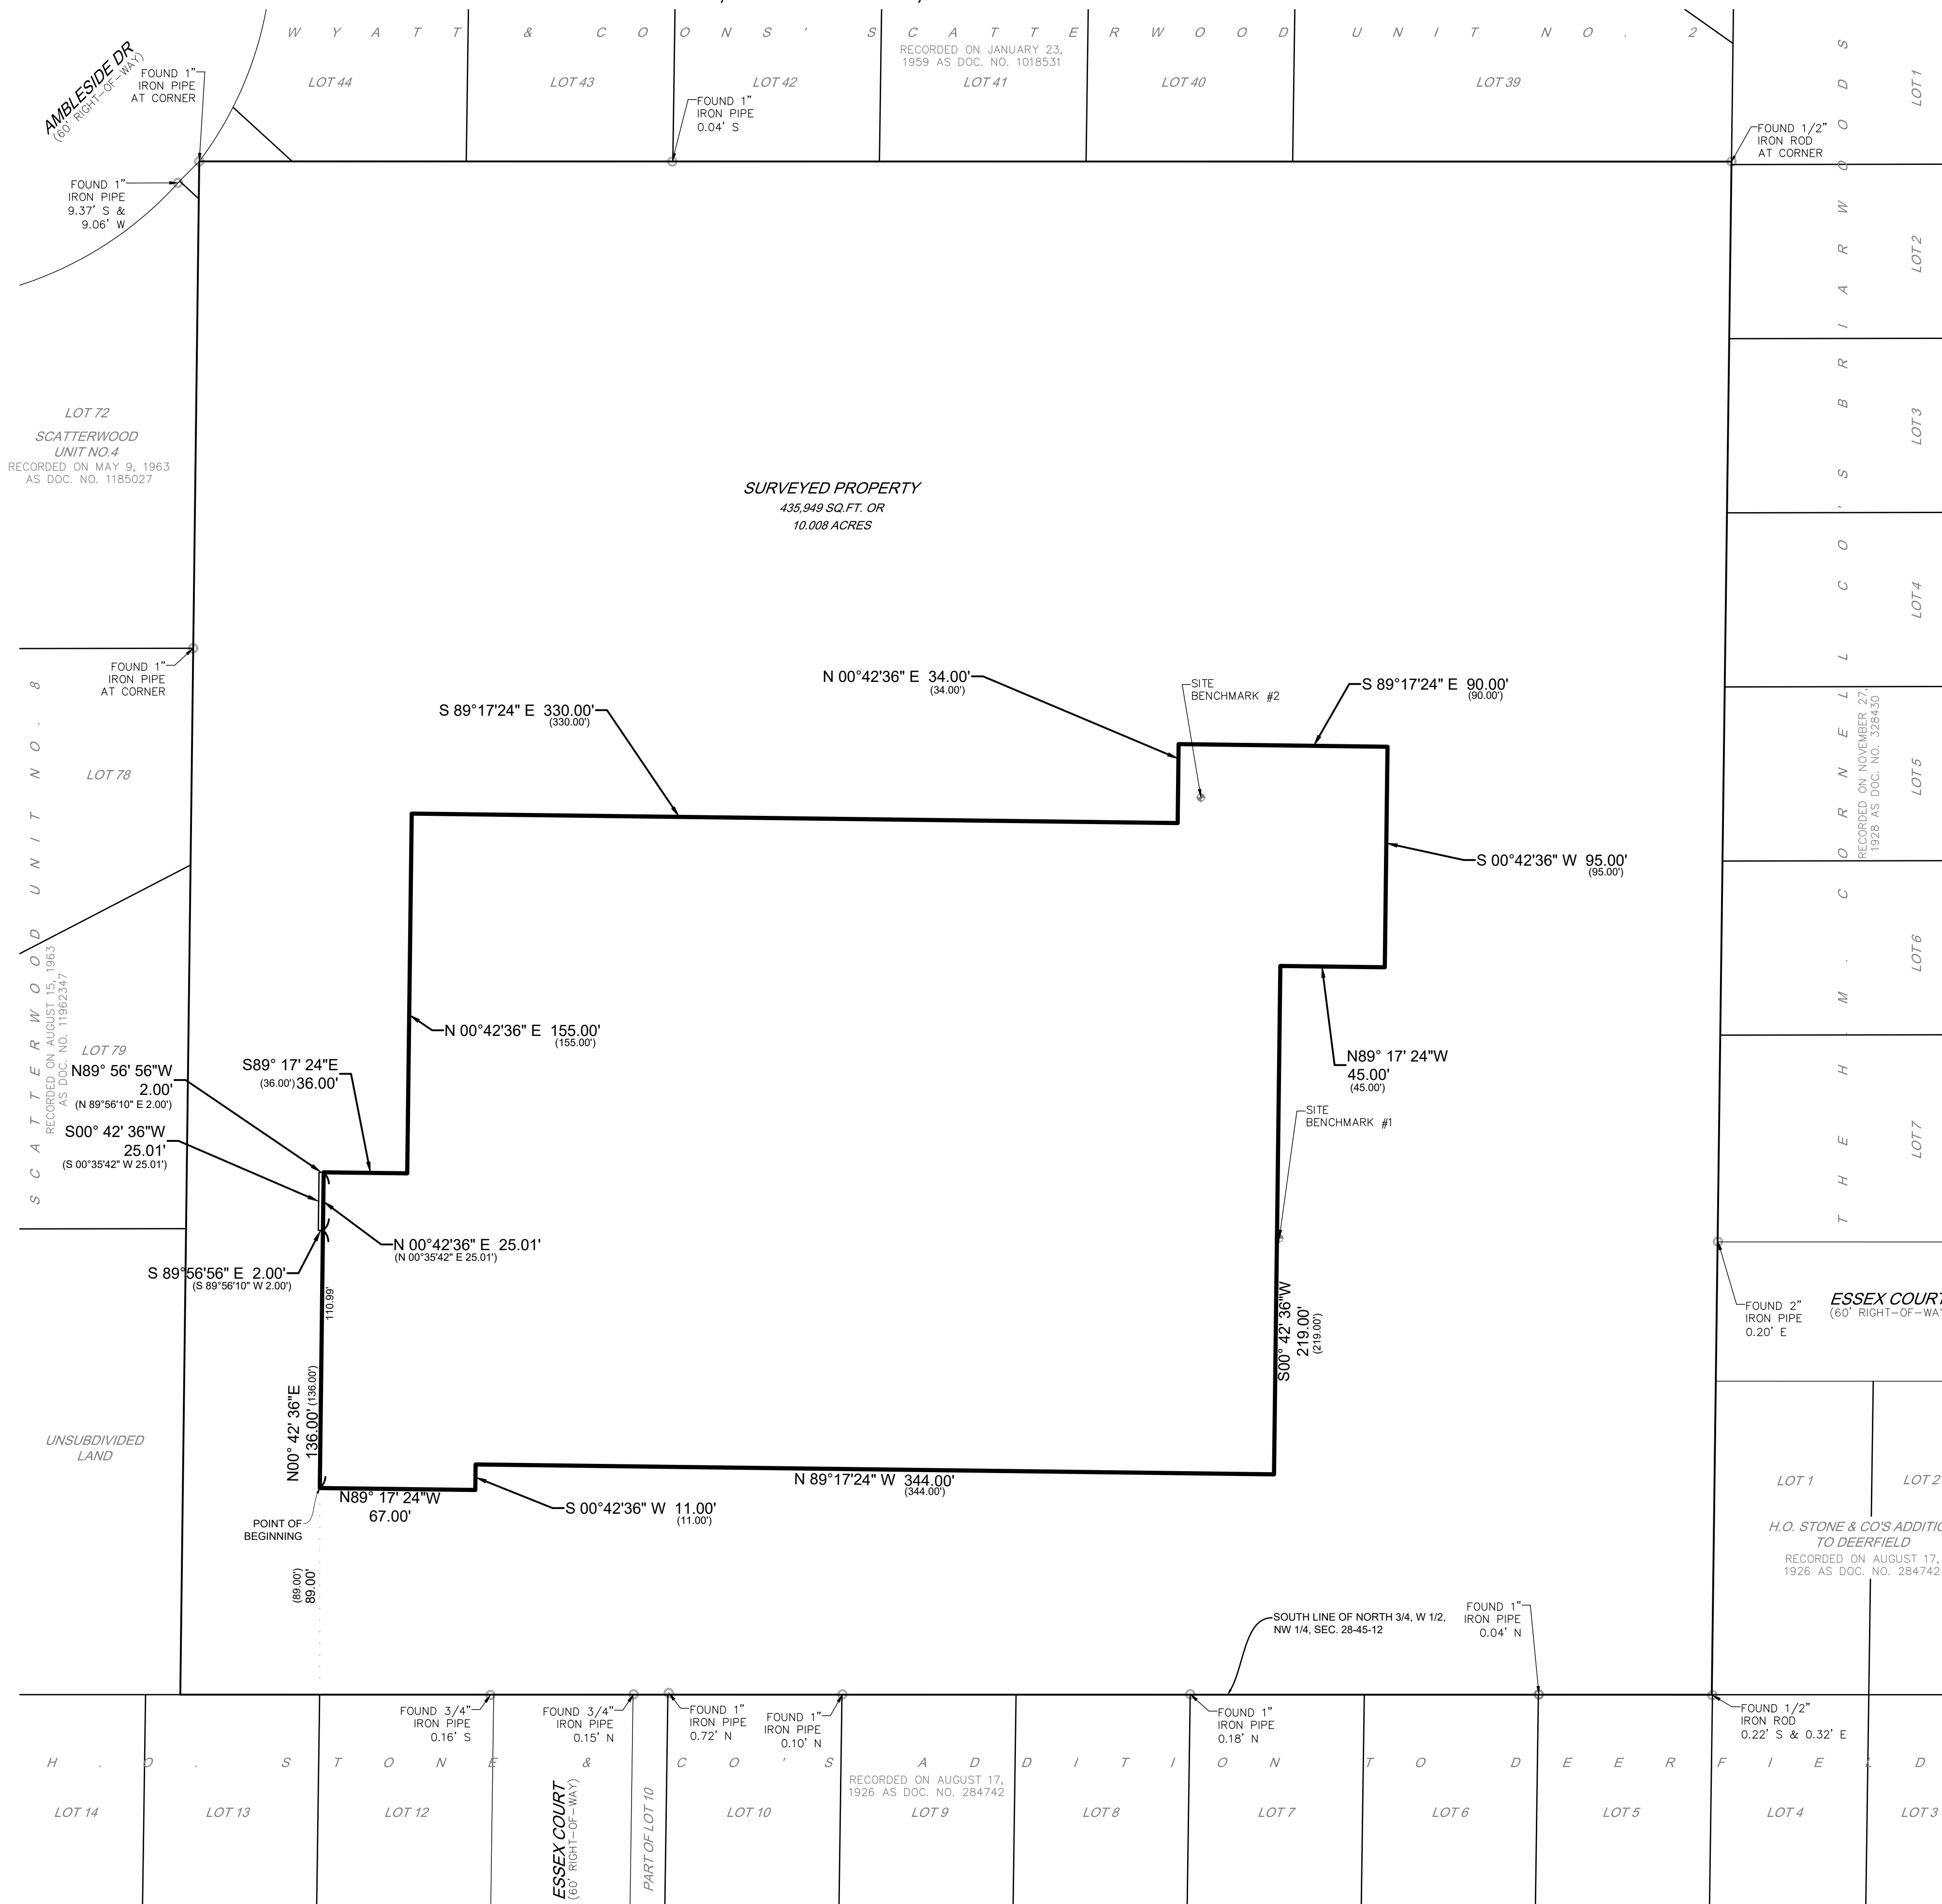 W Y A T T & C O O N S ' S C A T T E R W O O D U N I T N O . 2
RECORDED ON JANUARY 23,
1959 AS DOC. NO. 1018531
LOT 44
LOT 43
LOT 42
LOT 41
LOT 40
LOT 39
AMBLESIDE DR
(60' RIGHT-OF-WAY)
FOUND 1"
IRON PIPE
AT CORNER
FOUND 1"
IRON PIPE
0.04' S
FOUND 1/2"
IRON ROD
AT CORNER
FOUND 1"
IRON PIPE
9.37' S &
9.06' W
LOT 72
SCATTERWOOD
UNIT NO.4
RECORDED ON MAY 9, 1963
AS DOC. NO. 1185027
SURVEYED PROPERTY
435,949 SQ.FT. OR
10.008 ACRES
FOUND 1"
IRON PIPE
AT CORNER
S C A T T E R W O O D U N I T N O . 8
RECORDED ON AUGUST 15, 1963
AS DOC. NO. 11962347
LOT 78
LOT 79
T H E H . M . C O R N E L L C O ' S B R I A R W O O D S
RECORDED ON NOVEMBER 27,
1928 AS DOC. NO. 328430
LOT 1
LOT 2
LOT 3
LOT 4
LOT 5
LOT 6
LOT 7
N 00°42'36" E 34.00'
(34.00')
SITE
BENCHMARK #2
S 89°17'24" E 90.00'
(90.00')
S 89°17'24" E 330.00'
(330.00')
S 00°42'36" W 95.00'
(95.00')
N 00°42'36" E 155.00'
(155.00')
N89° 17' 24"W
45.00'
(45.00')
S89° 17' 24"E
(36.00') 36.00'
N89° 56' 56"W
2.00'
(N 89°56'10" E 2.00')
S00° 42' 36"W
25.01'
(S 00°35'42" W 25.01')
SITE
BENCHMARK #1
N 00°42'36" E 25.01'
(N 00°35'42" E 25.01')
S 89°56'56" E 2.00'
(S 89°56'10" W 2.00')
110.99'
N00° 42' 36"E
136.00' (136.00')
S00° 42' 36"W
219.00'
(219.00')
FOUND 2"
IRON PIPE
0.20' E
ESSEX COURT
(60' RIGHT-OF-WAY
UNSUBDIVIDED
LAND
N89° 17' 24"W
67.00'
S 00°42'36" W 11.00'
(11.00')
N 89°17'24" W 344.00'
(344.00')
POINT OF
BEGINNING
(89.00')
89.00'
LOT 1
LOT 2
H.O. STONE & CO'S ADDITIO
TO DEERFIELD
RECORDED ON AUGUST 17,
1926 AS DOC. NO. 284742
SOUTH LINE OF NORTH 3/4, W 1/2,
NW 1/4, SEC. 28-45-12
FOUND 1"
IRON PIPE
0.04' N
FOUND 3/4"
IRON PIPE
0.16' S
FOUND 3/4"
IRON PIPE
0.15' N
FOUND 1"
IRON PIPE
0.72' N
FOUND 1"
IRON PIPE
0.10' N
FOUND 1"
IRON PIPE
0.18' N
FOUND 1/2"
IRON ROD
0.22' S & 0.32' E
H . O . S T O N E & C O ' S A D D I T I O N T O D E E R F I E L D
RECORDED ON AUGUST 17,
1926 AS DOC. NO. 284742
LOT 14
LOT 13
LOT 12
ESSEX COURT
(60' RIGHT-OF-WAY)
PART OF LOT 10
LOT 10
LOT 9
LOT 8
LOT 7
LOT 6
LOT 5
LOT 4
LOT 3